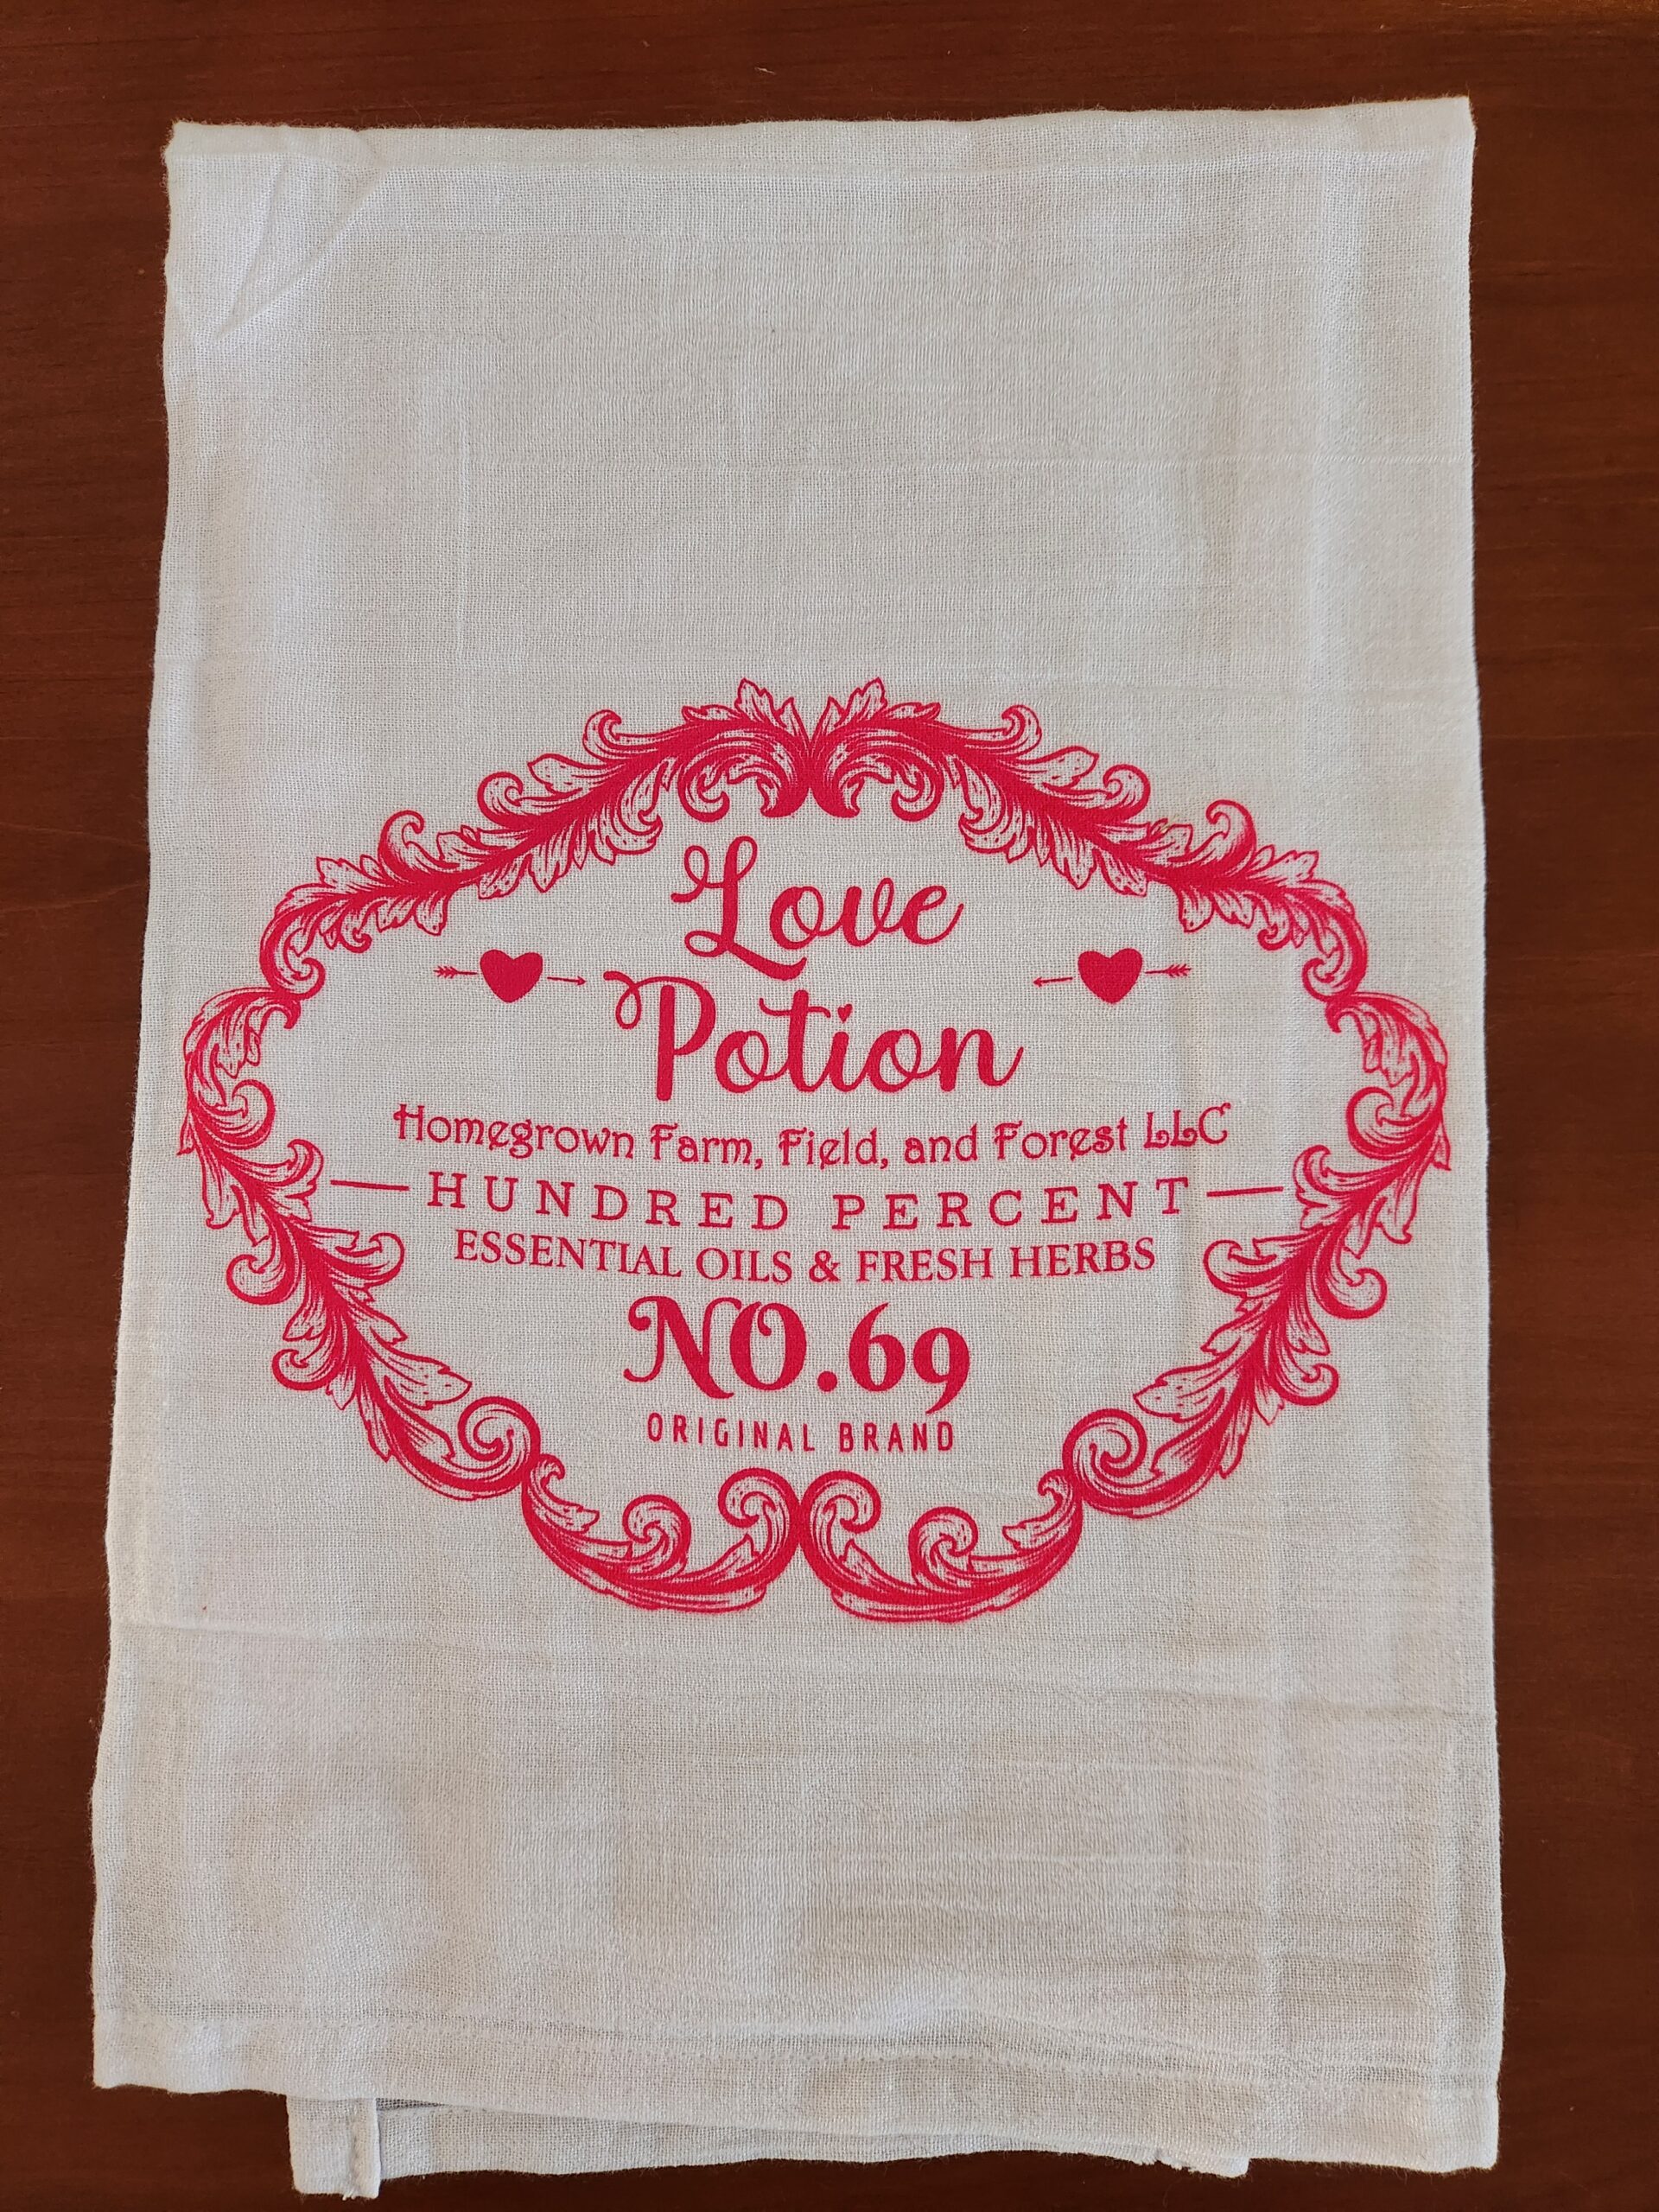 Love
Potion
Homegrown Farm, Field, and Forest LLC
HUNDRED PERCENT
ESSENTIAL OILS & FRESH HERBS
NO.69
ORIGINAL BRAND